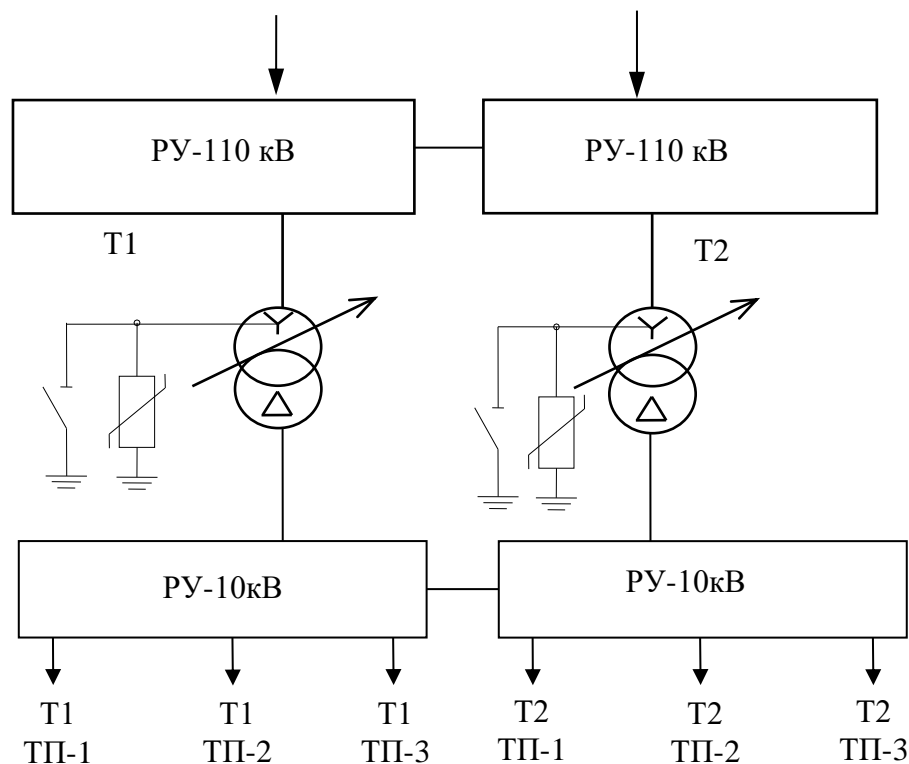 РУ-110 кВ
РУ-110 кВ
Т1
Т2
РУ-10кВ
РУ-10кВ
Т1
Т1
Т1
Т2
Т2
Т2
ТП-1
ТП-2
ТП-3
ТП-1
ТП-2
ТП-3